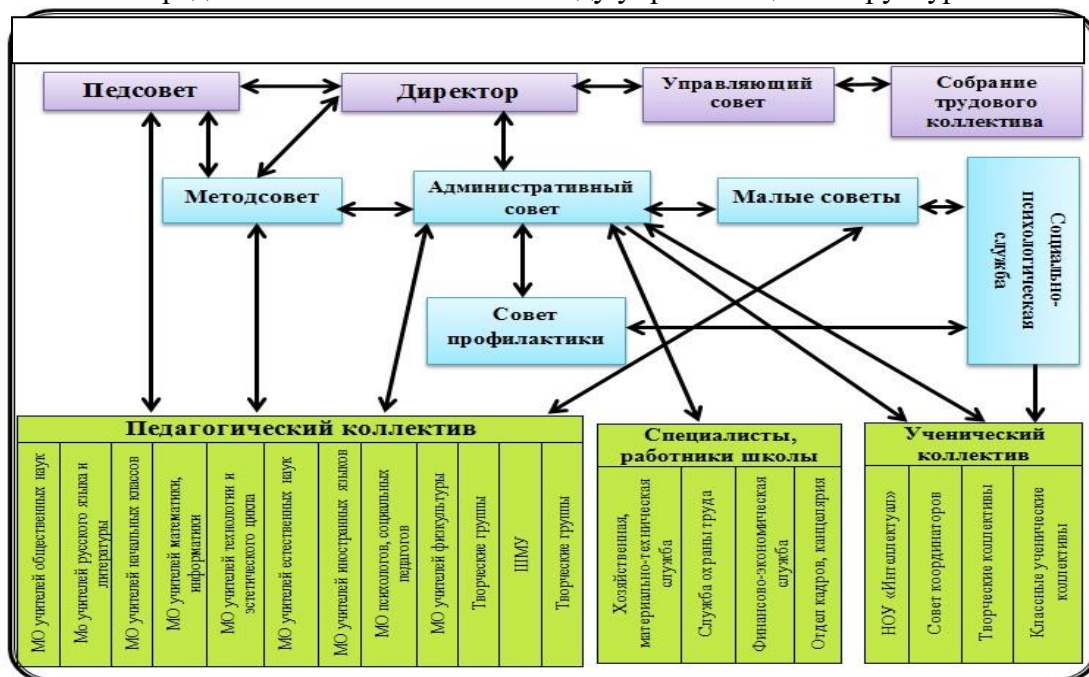 Педсовет
Директор
Управляющий
совет
Собрание
трудового
коллектива
Методсовет
Административный
совет
Малые советы
Социально-
психологическая
служба
Совет
профилактики
Педагогический коллектив
МО учителей общественных наук
Мо учителей русского языка и
литературы
МО учителей начальных классов
МО учителей математики,
информатики
МО учителей технологии и
эстетического цикла
МО учителей естественных наук
МО учителей иностранных языков
МО психологов, социальных
педагогов
МО учителей физкультуры
Творческие группы
ШМУ
Творческие группы
Специалисты,
работники школы
Хозяйственная,
материально-техническая
служба
Служба охраны труда
Финансово-экономическая
служба
Отдел кадров, канцелярия
Ученический
коллектив
НОУ «Интеллектуал»
Совет координаторов
Творческие коллективы
Классные ученические
коллективы